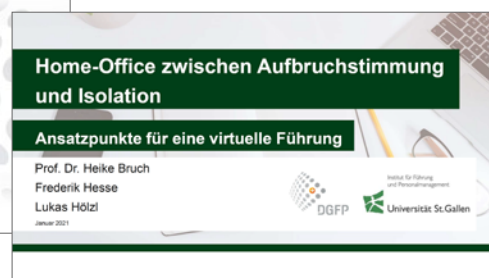 Home-Office zwischen Aufbruchstimmung
und Isolation
Ansatzpunkte für eine virtuelle Führung
Prof. Dr. Heike Bruch
Frederik Hesse
Lukas Hölzl
Januar 2021
DGFP
Institut für Führung
und Personalmanagement
Universität St.Gallen